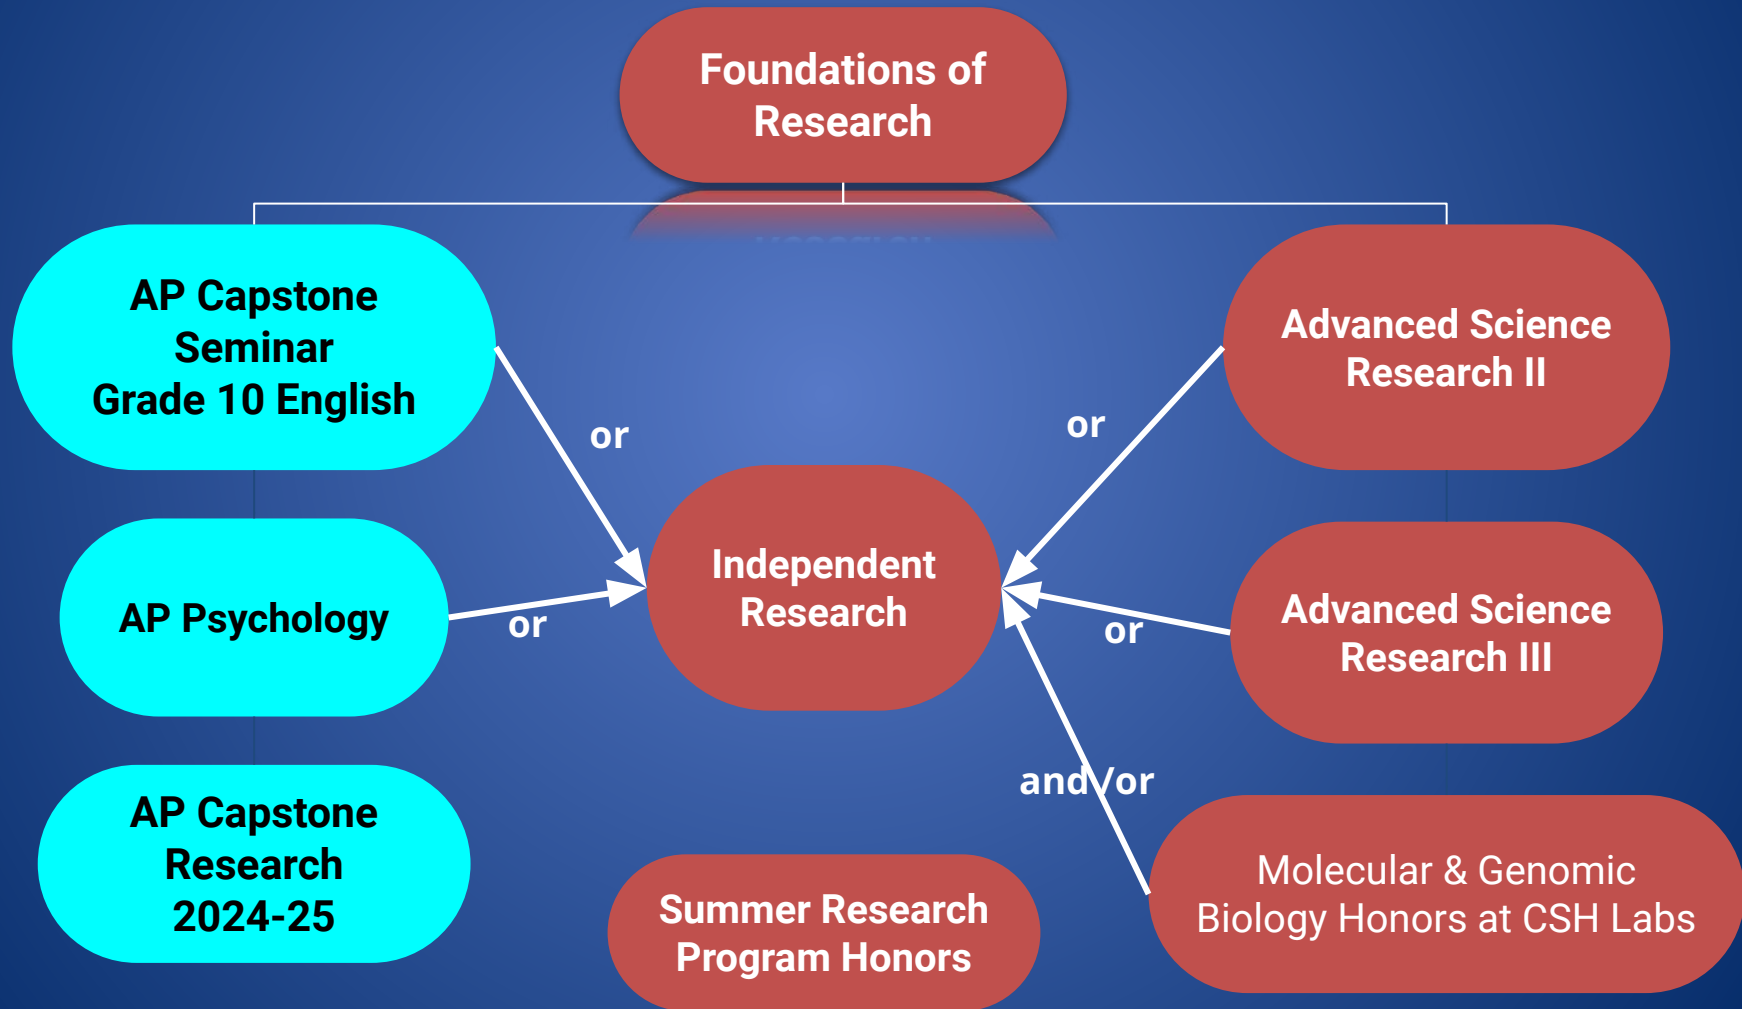 Foundations of
Research
AP Capstone
Seminar
Grade 10 English
Advanced Science
Research II
or
or
Independent
Research
AP Psychology
or
Advanced Science
Research III
or
and /or
AP Capstone
Research
2024-25
Summer Research
Program Honors
Molecular & Genomic
Biology Honors at CSH Labs